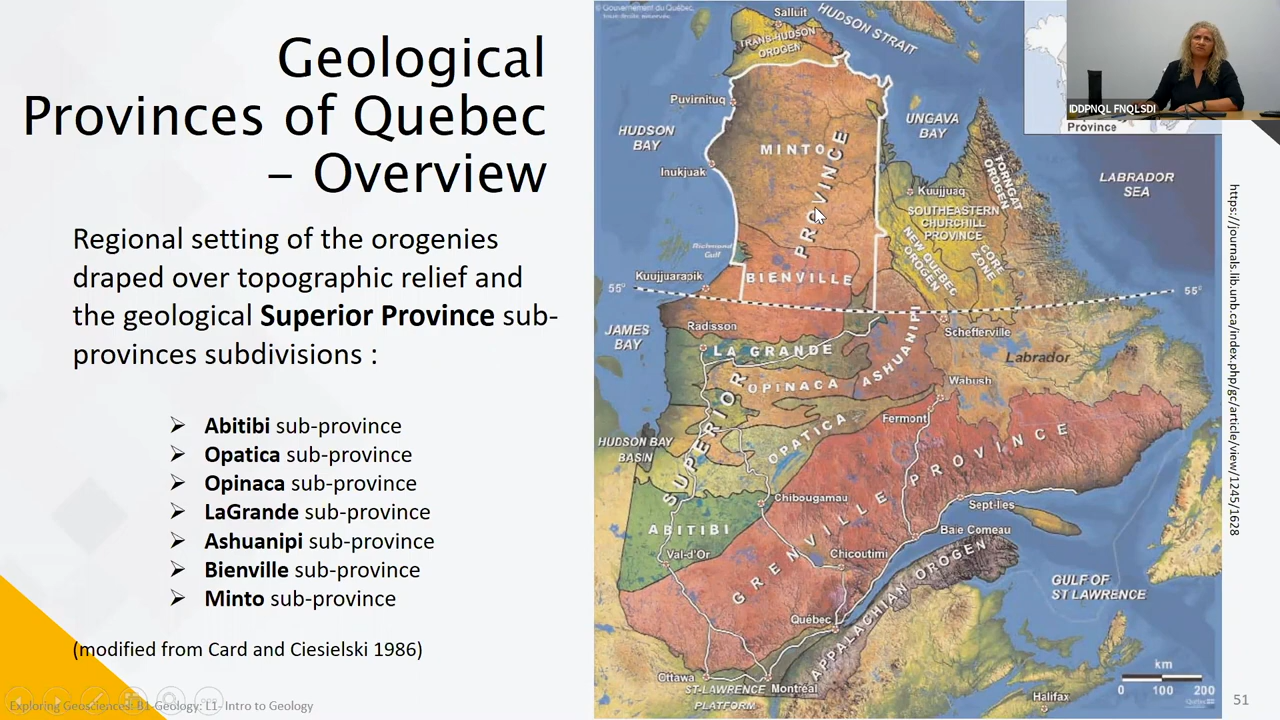 Geological
Provinces of Quebec
– Overview
Regional setting of the orogenies
draped over topographic relief and
the geological Superior Province sub-
provinces subdivisions :
➢ Abitibi sub-province
➢ Opatica sub-province
➢ Opinaca sub-province
➢ LaGrande sub-province
➢ Ashuanipi sub-province
➢ Bienville sub-province
➢ Minto sub-province
(modified from Card and Ciesielski 1986)
Exploring Geosciences: B1-Geology; L1- Intro to Geology
© Gouvernement du Québec,
Salluit
HUDSON STRAIT
TRANS-HUDSON
OROGEN
Puvirnituq
HUDSON
BAY
UNGAVA
BAY
MINTO
PROVINCE
Inukjuak
Kuujjuaq
TORNGAT
OROGEN
LABRADOR
SEA
SOUTHEASTERN
CHURCHILL
PROVINCE
NEW QUEBEC
OROGEN
CORE
ZONE
Richmond
Gulf
Kuujjuarapik
BIENVILLE
55°
55°
JAMES
BAY
Radisson
Schefferville
LA GRANDE
ASHUANIPI
Labrador
OPINACA
Wabush
SUPERIOR
OPATICA
Fermont
HUDSON BAY
BASIN
GRENVILLE PROVINCE
Chibougamau
Sept-Iles
ABITIBI
Baie Comeau
Val-d'Or
Chicoutimi
APPALACHIAN OROGEN
GULF OF
ST LAWRENCE
Québec
Ottawa
ST-LAWRENCE
PLATFORM
Montréal
Halifax
km
0 100 200
IDDPNQL FNQLSDI
Province
https://journals.lib.unb.ca/index.php/gc/article/view/1245/1628
51